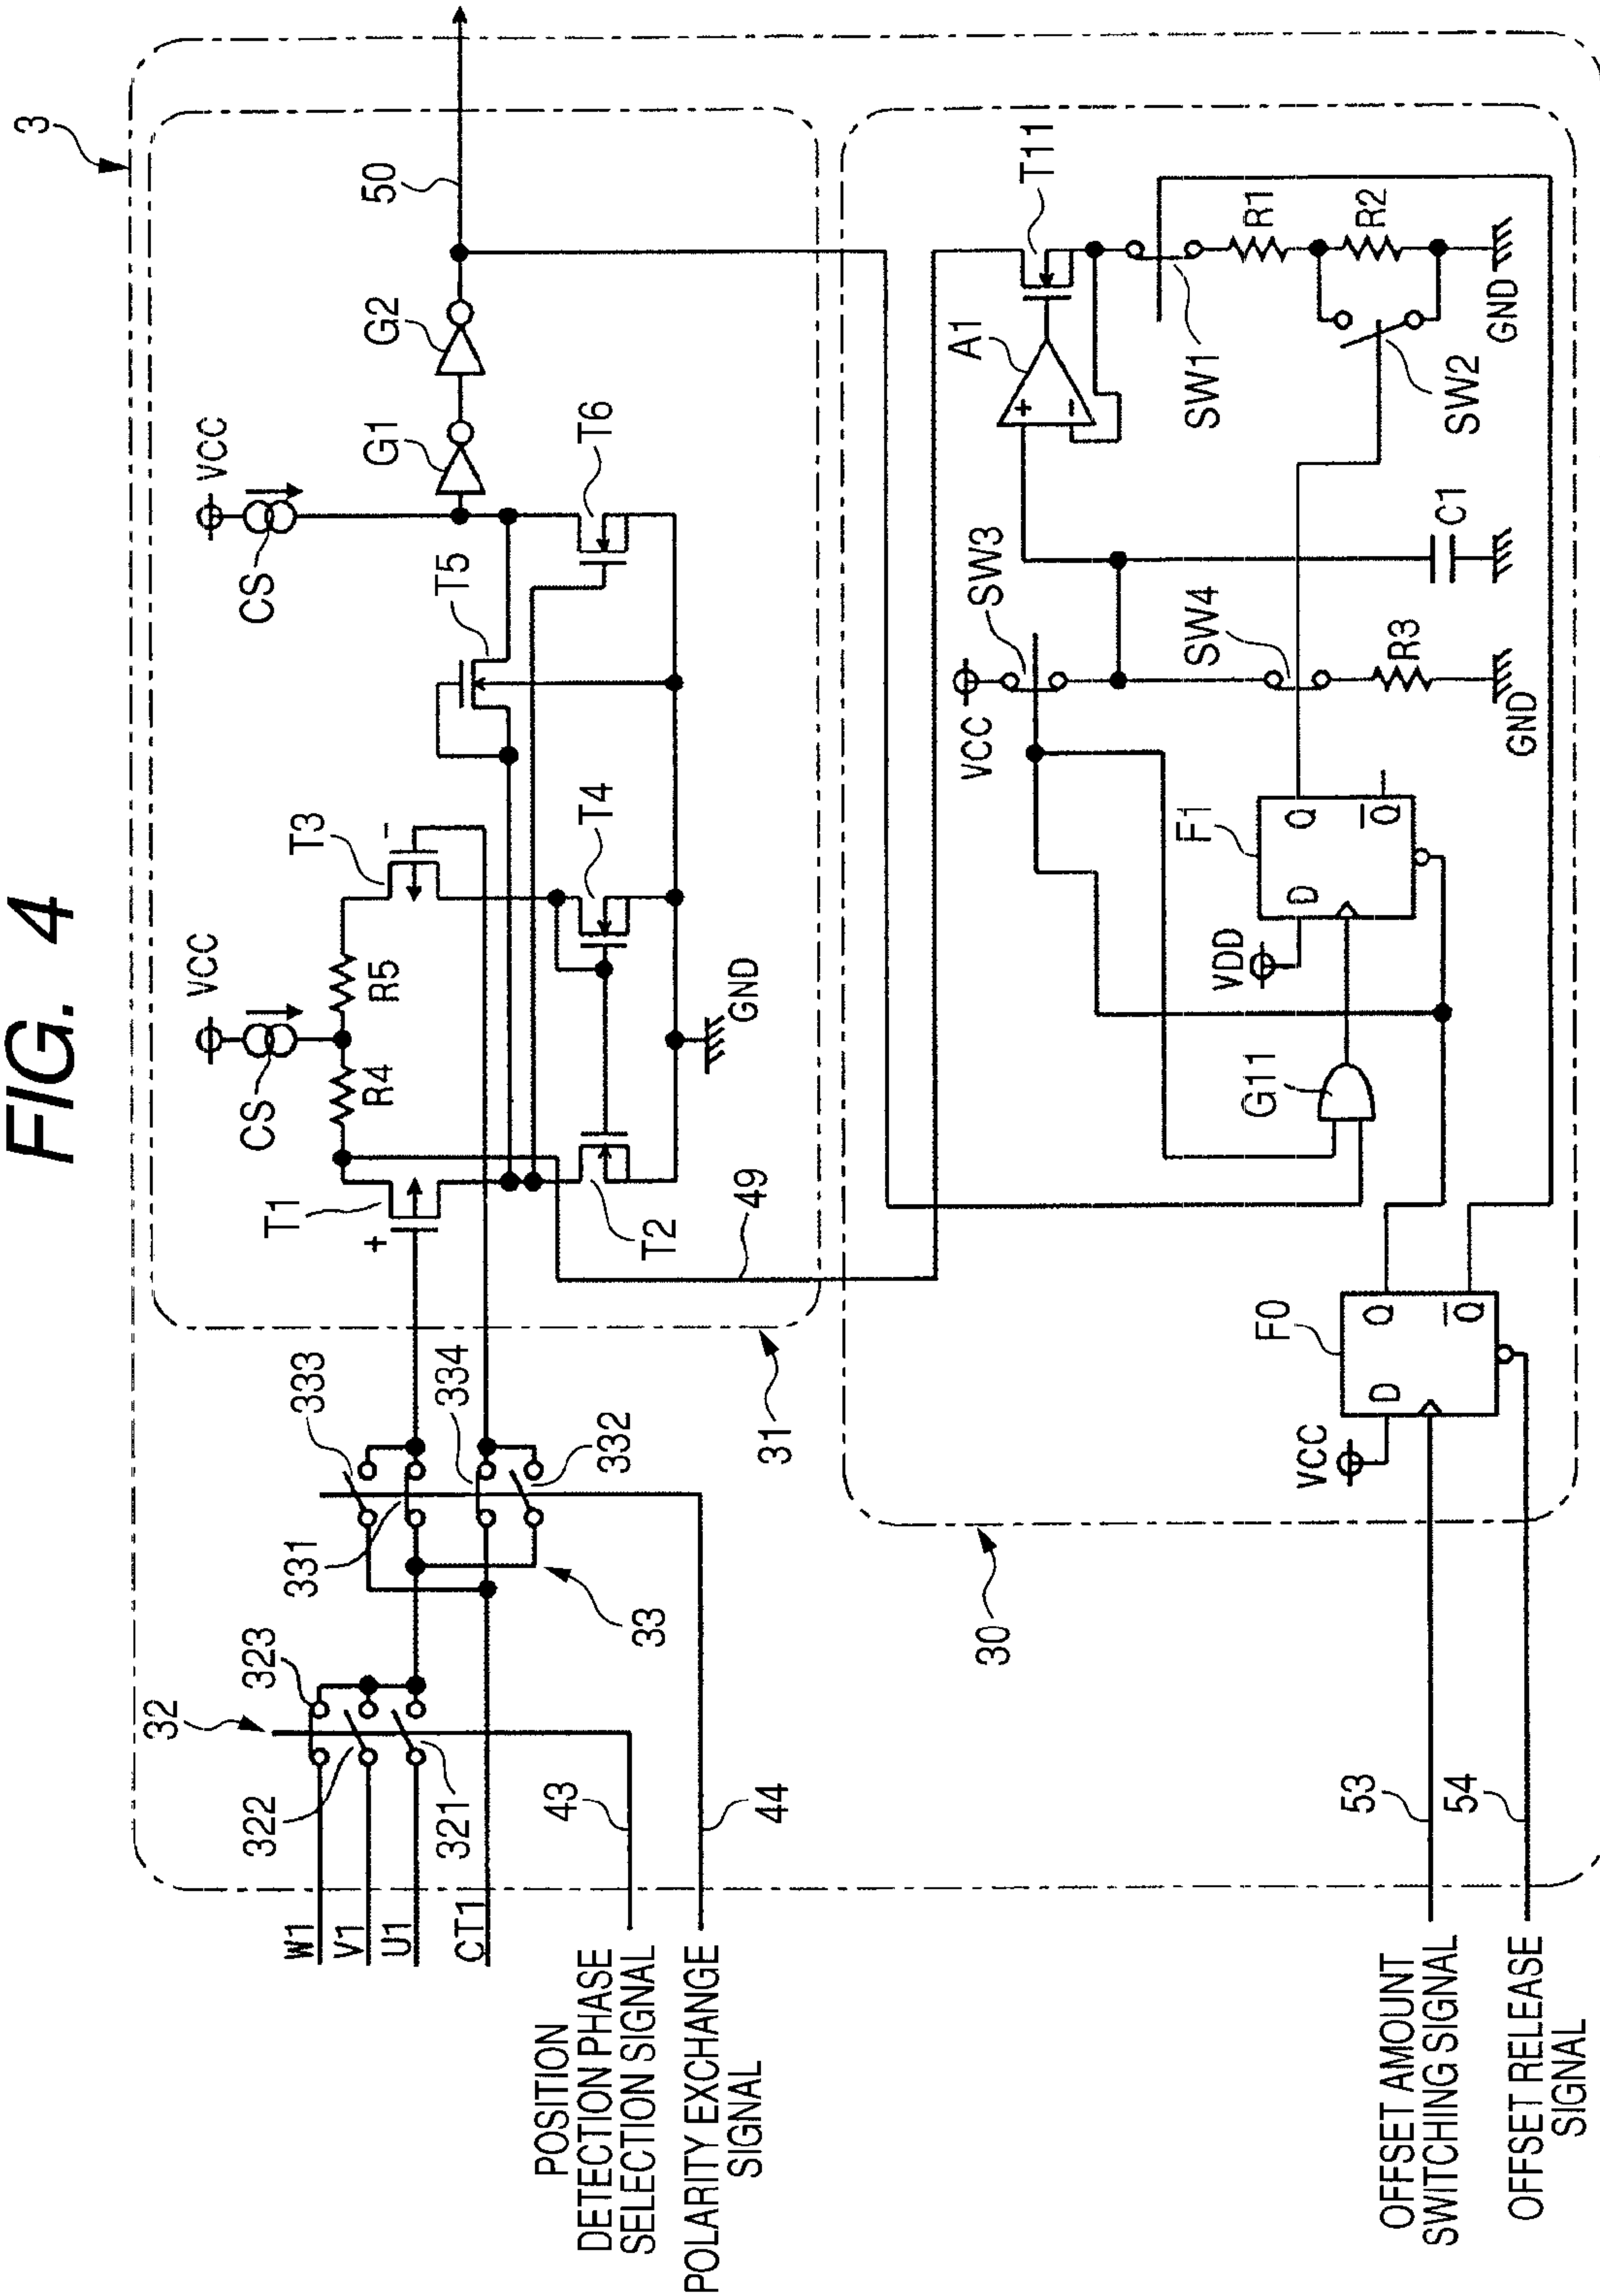 FIG. 4
3
32
W1
V1
U1
CT1
323
322
321
33
333
331
334
332
43
44
POSITION
DETECTION PHASE
SELECTION SIGNAL
POLARITY EXCHANGE
SIGNAL
31
VCC
CS
R4
R5
T1
+
T3
-
T2
T4
GND
T5
VCC
CS
T6
G1
G2
50
49
30
OFFSET AMOUNT
SWITCHING SIGNAL
OFFSET RELEASE
SIGNAL
53
54
VCC
F0
D
Q
Q̅
G11
VDD
F1
D
Q
Q̅
VCC
SW3
SW4
R3
GND
C1
A1
+
-
T11
SW1
SW2
R1
R2
GND